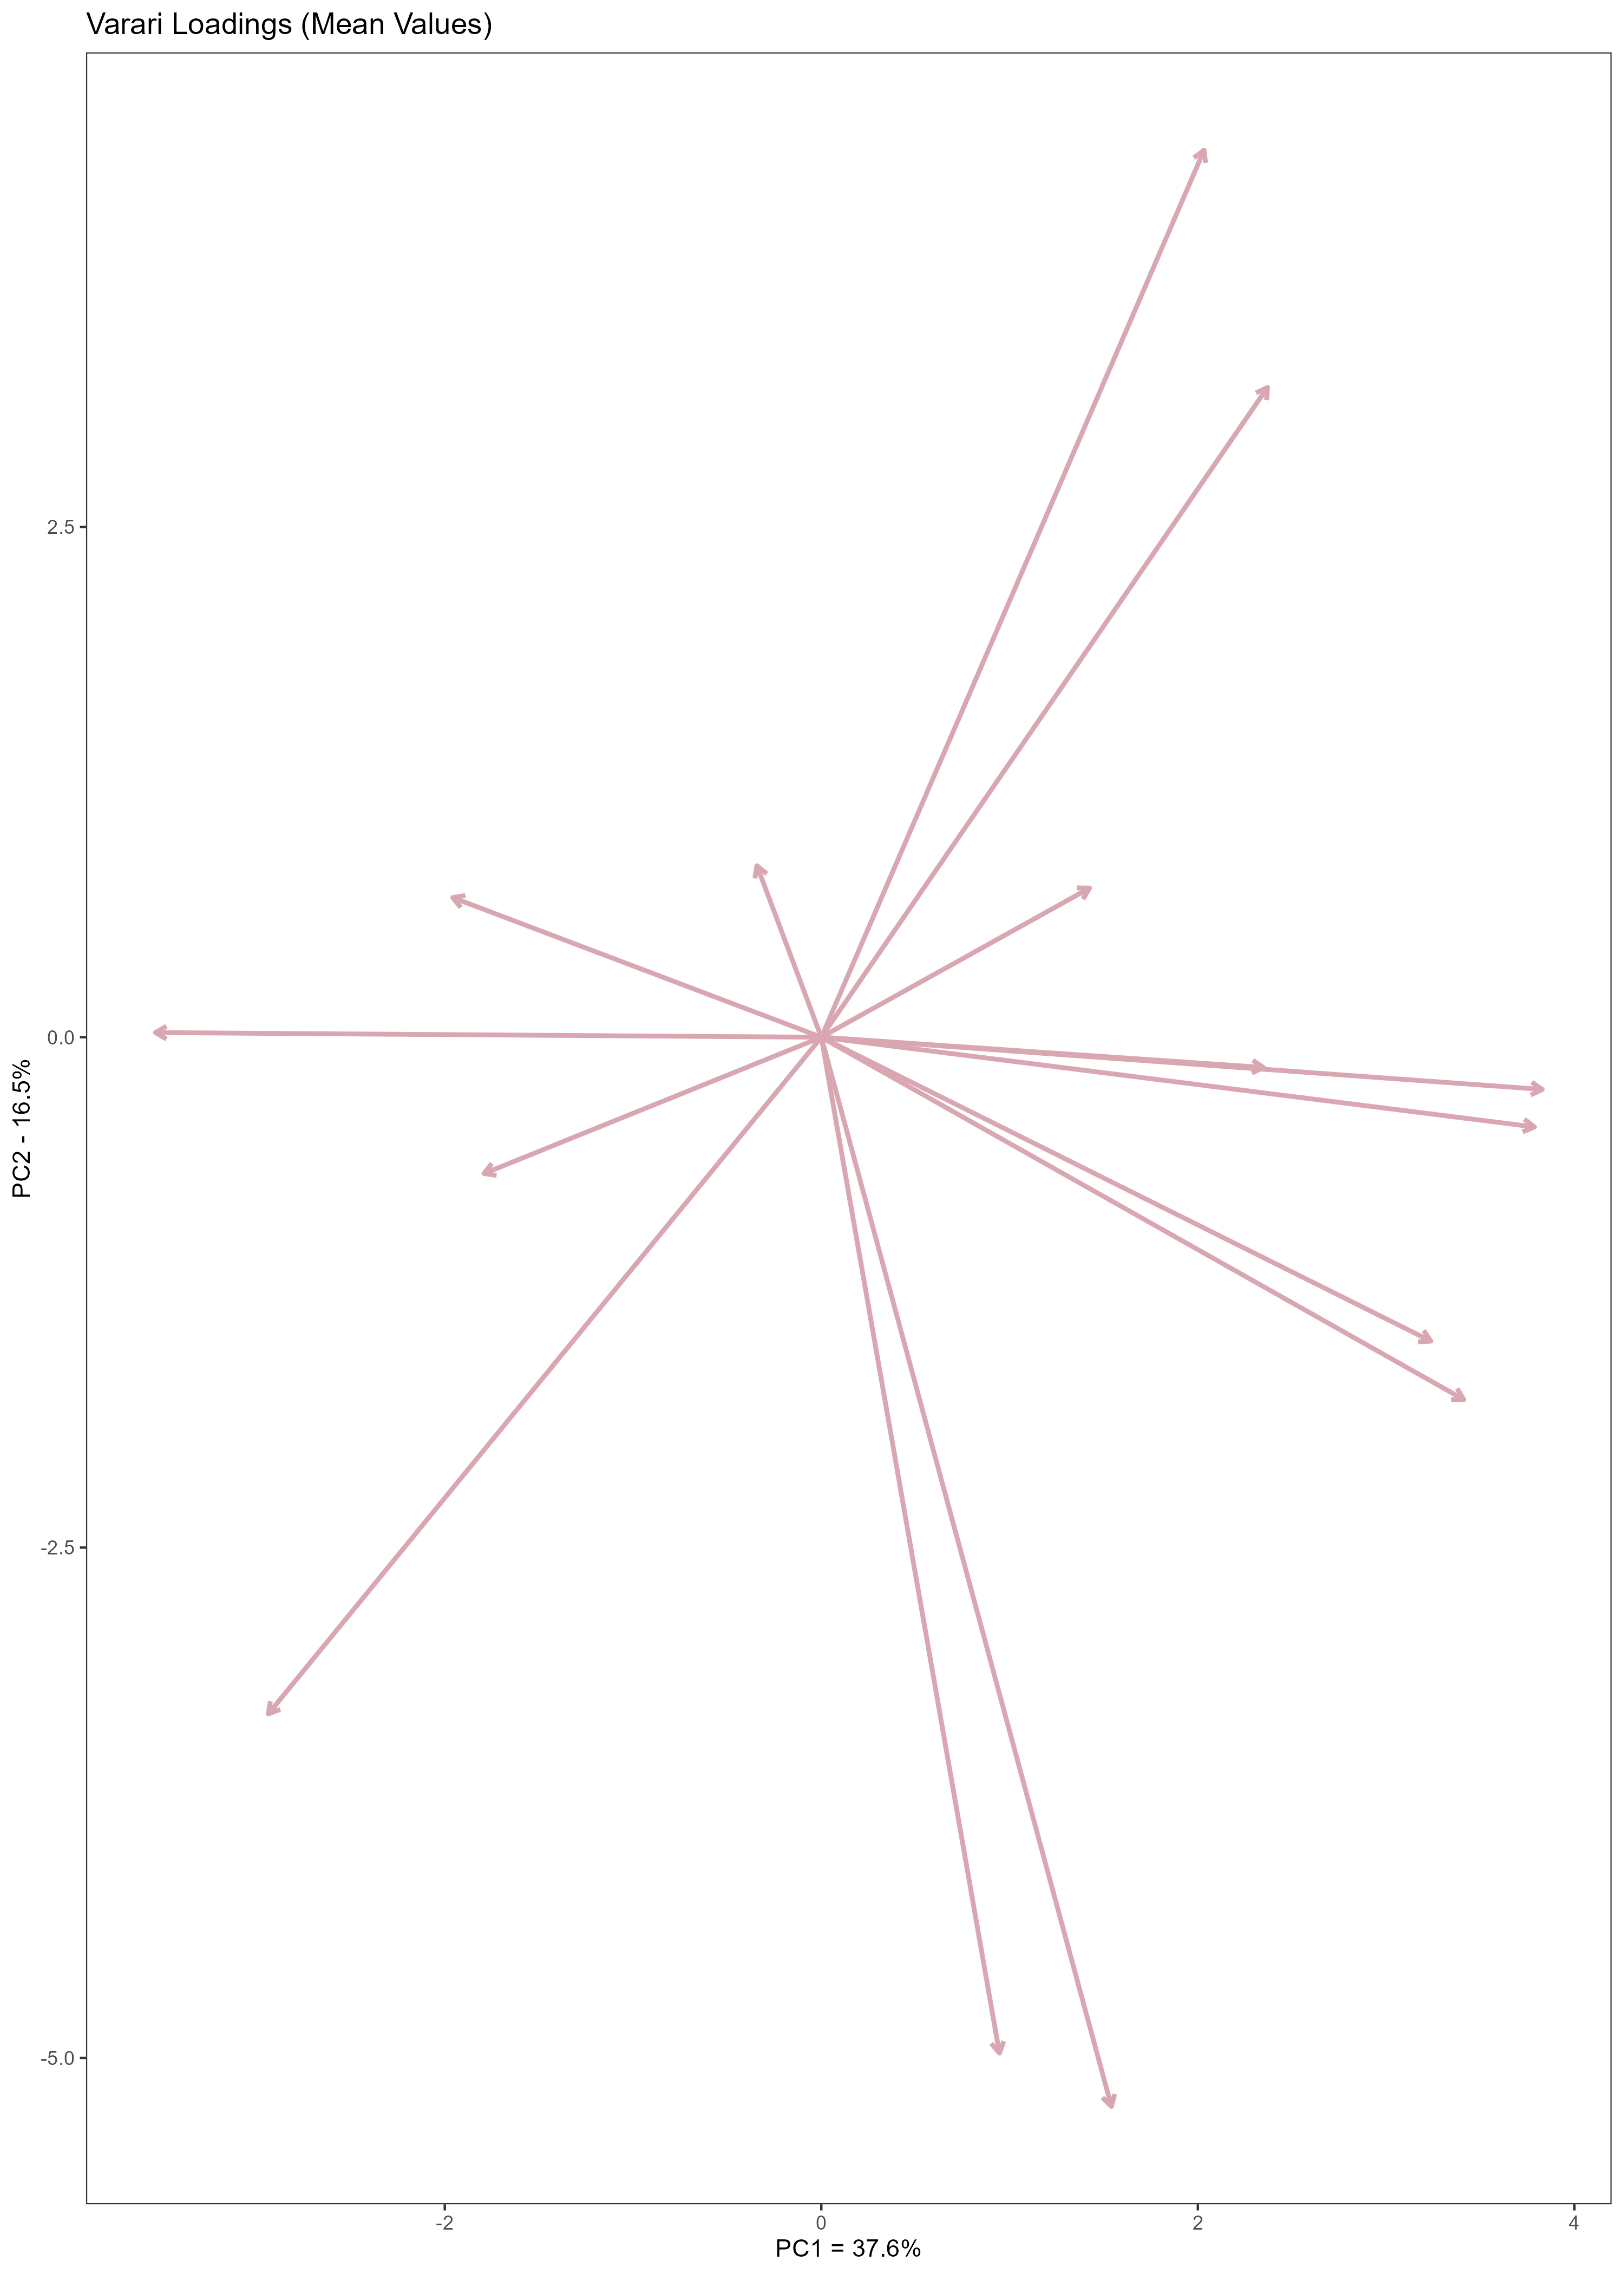 Varari Loadings (Mean Values)
2.5
0.0
-2.5
-5.0
PC2 - 16.5%
-2
0
2
4
PC1 = 37.6%